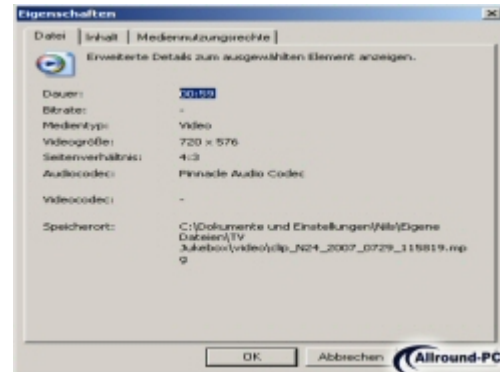 Eigenschaften
Datei Inhalt Mediennutzungsrechte
Erweiterte Details zum ausgewählten Element anzeigen.
Dauer: 00:59
Bitrate: -
Medientyp: Video
Videogröße: 720 x 576
Seitenverhältnis: 4:3
Audiocodec: Pinnacle Audio Codec
Videocodec: -
Speicherort: C:\Dokumente und Einstellungen\Nils\Eigene
Dateien\TV
Jukebox\video\clip_N24_2007_0729_115819.mp
g
OK Abbrechen Allround-PC